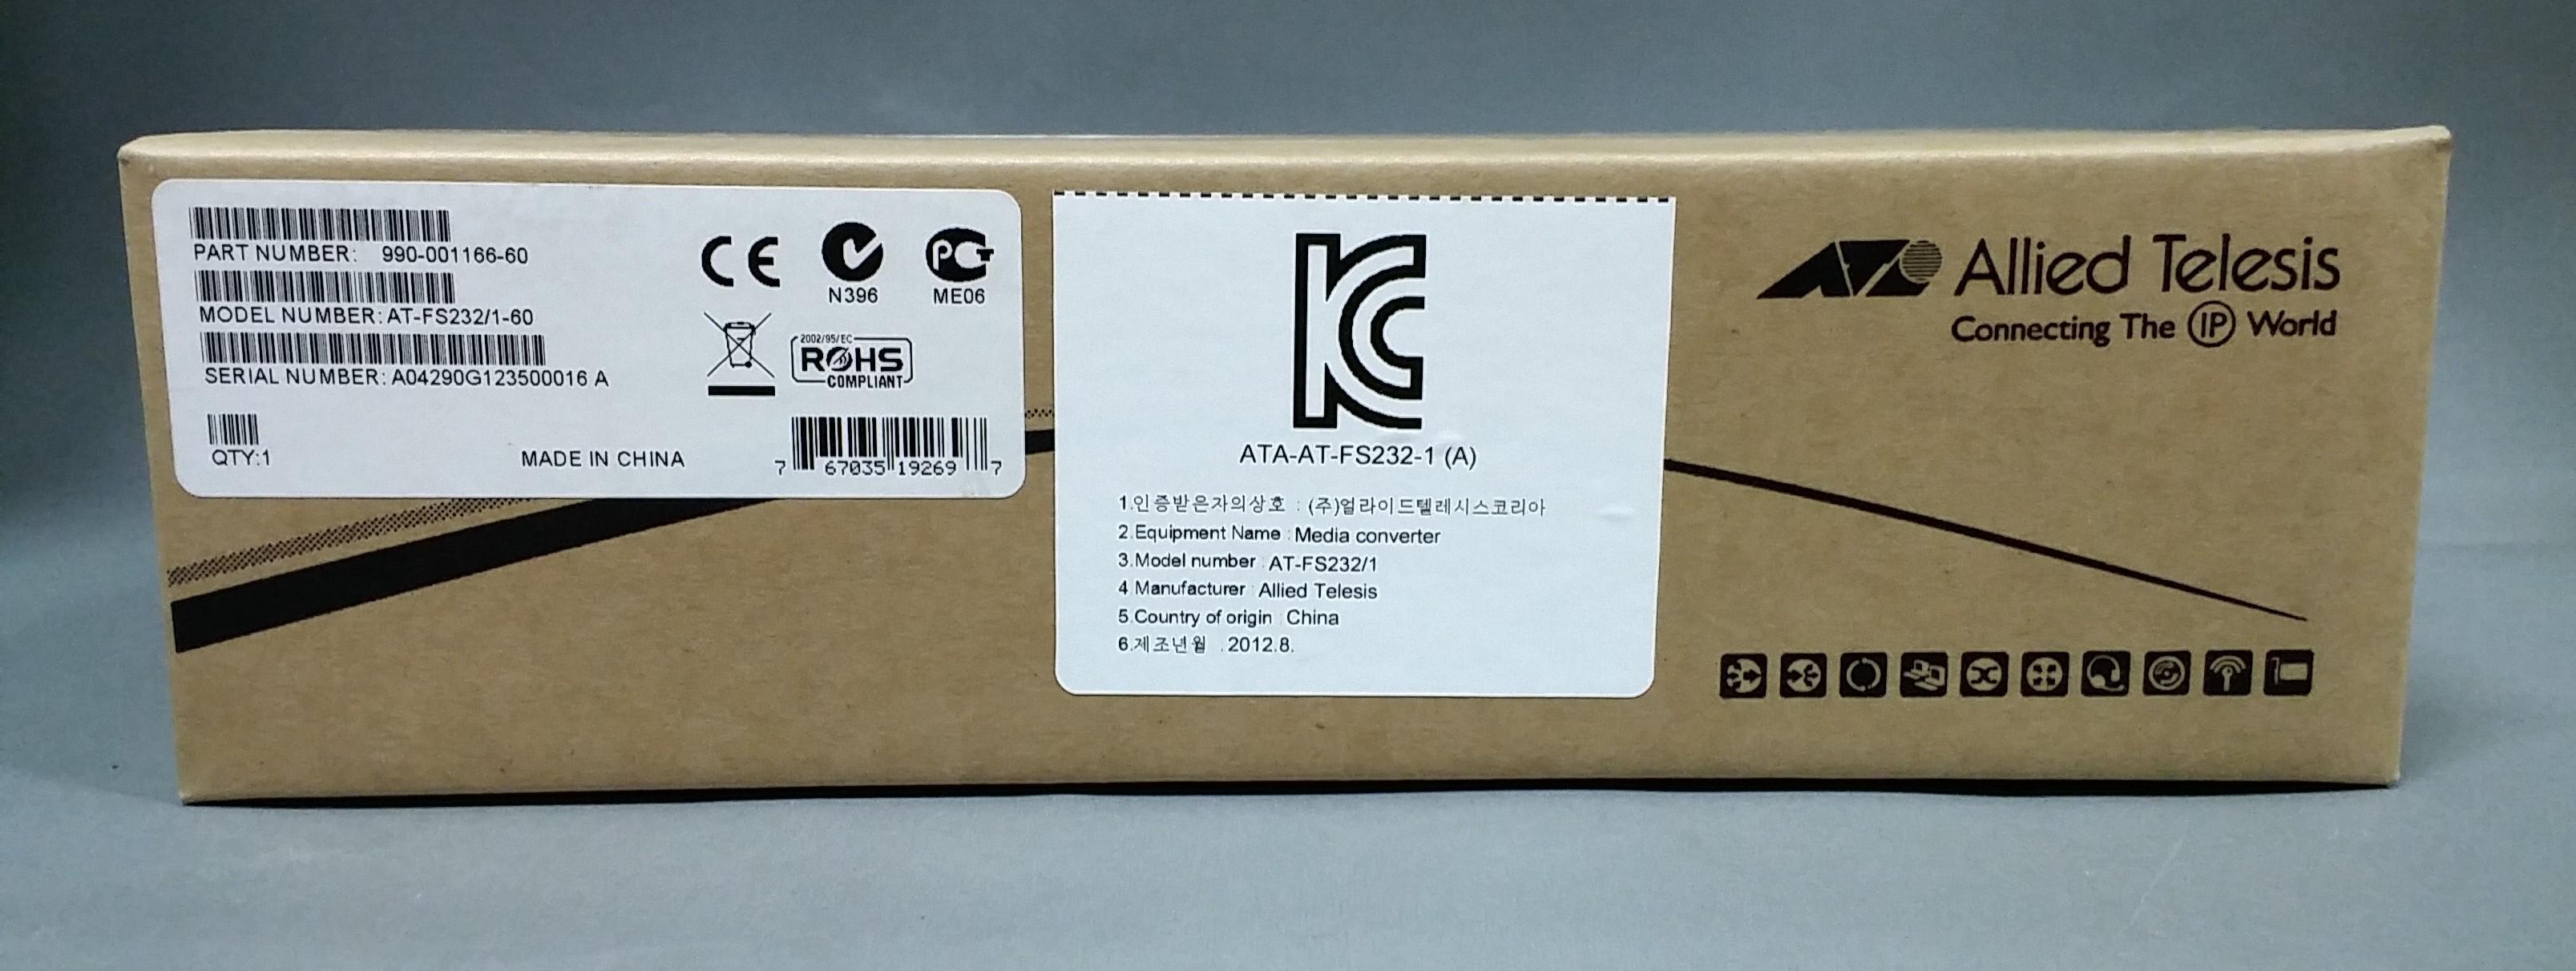 PART NUMBER: 990-001166-60
MODEL NUMBER: AT-FS232/1-60
SERIAL NUMBER: A04290G123500016 A
QTY:1
MADE IN CHINA
CE
N396
PCT
ME06
2002/95/EC
ROHS
COMPLIANT
7 67035 19269 7
KC
ATA-AT-FS232-1 (A)
1.인증받은자의상호 : (주)얼라이드텔레시스코리아
2.Equipment Name : Media converter
3.Model number : AT-FS232/1
4.Manufacturer : Allied Telesis
5.Country of origin : China
6.제조년월 : 2012.8.
Allied Telesis
Connecting The IP World